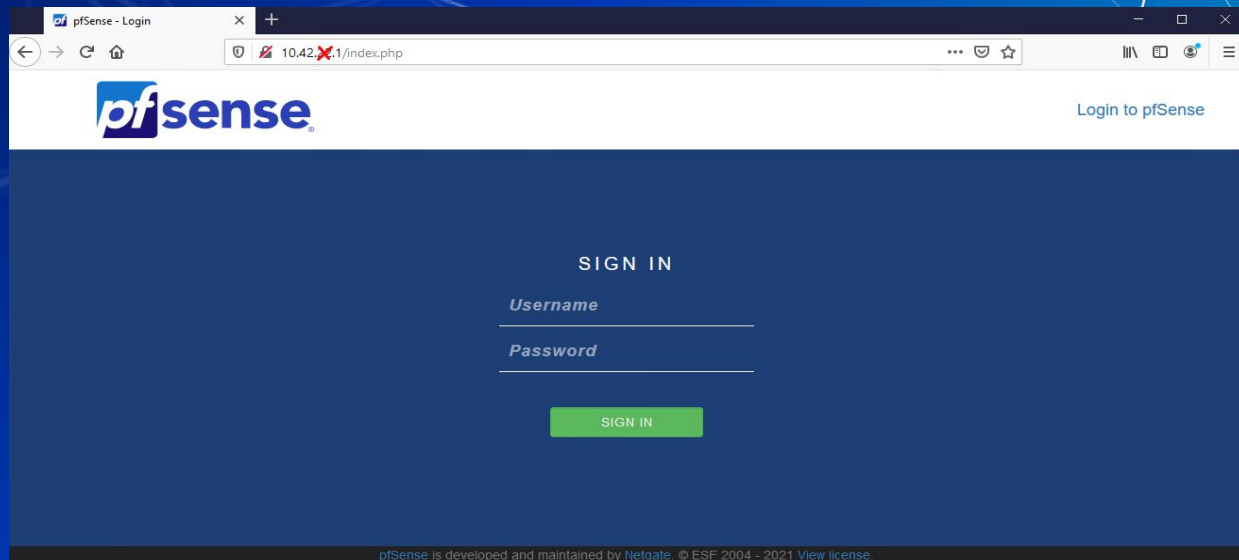 pfSense - Login
10.42. .1/index.php
pfsense
Login to pfSense
SIGN IN
Username
Password
SIGN IN
pfSense is developed and maintained by Netgate. © ESF 2004 - 2021 View license.